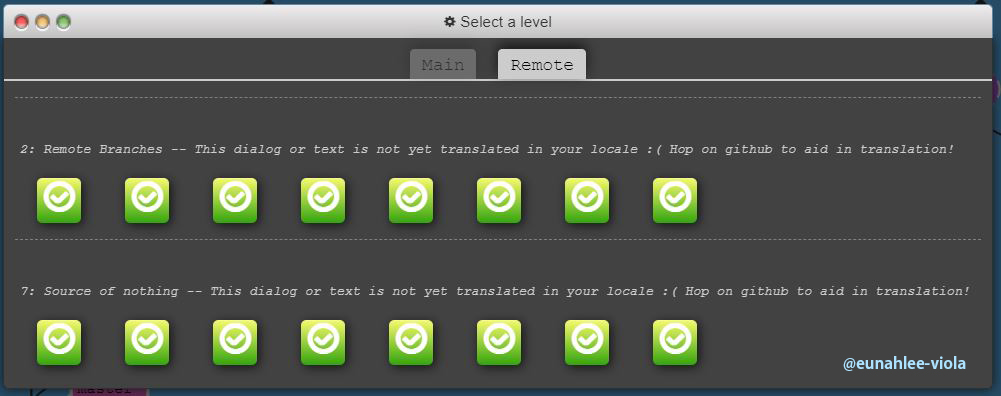 Select a level
Main
Remote
2: Remote Branches -- This dialog or text is not yet translated in your locale :( Hop on github to aid in translation!
7: Source of nothing -- This dialog or text is not yet translated in your locale :( Hop on github to aid in translation!
@eunahlee-viola
master